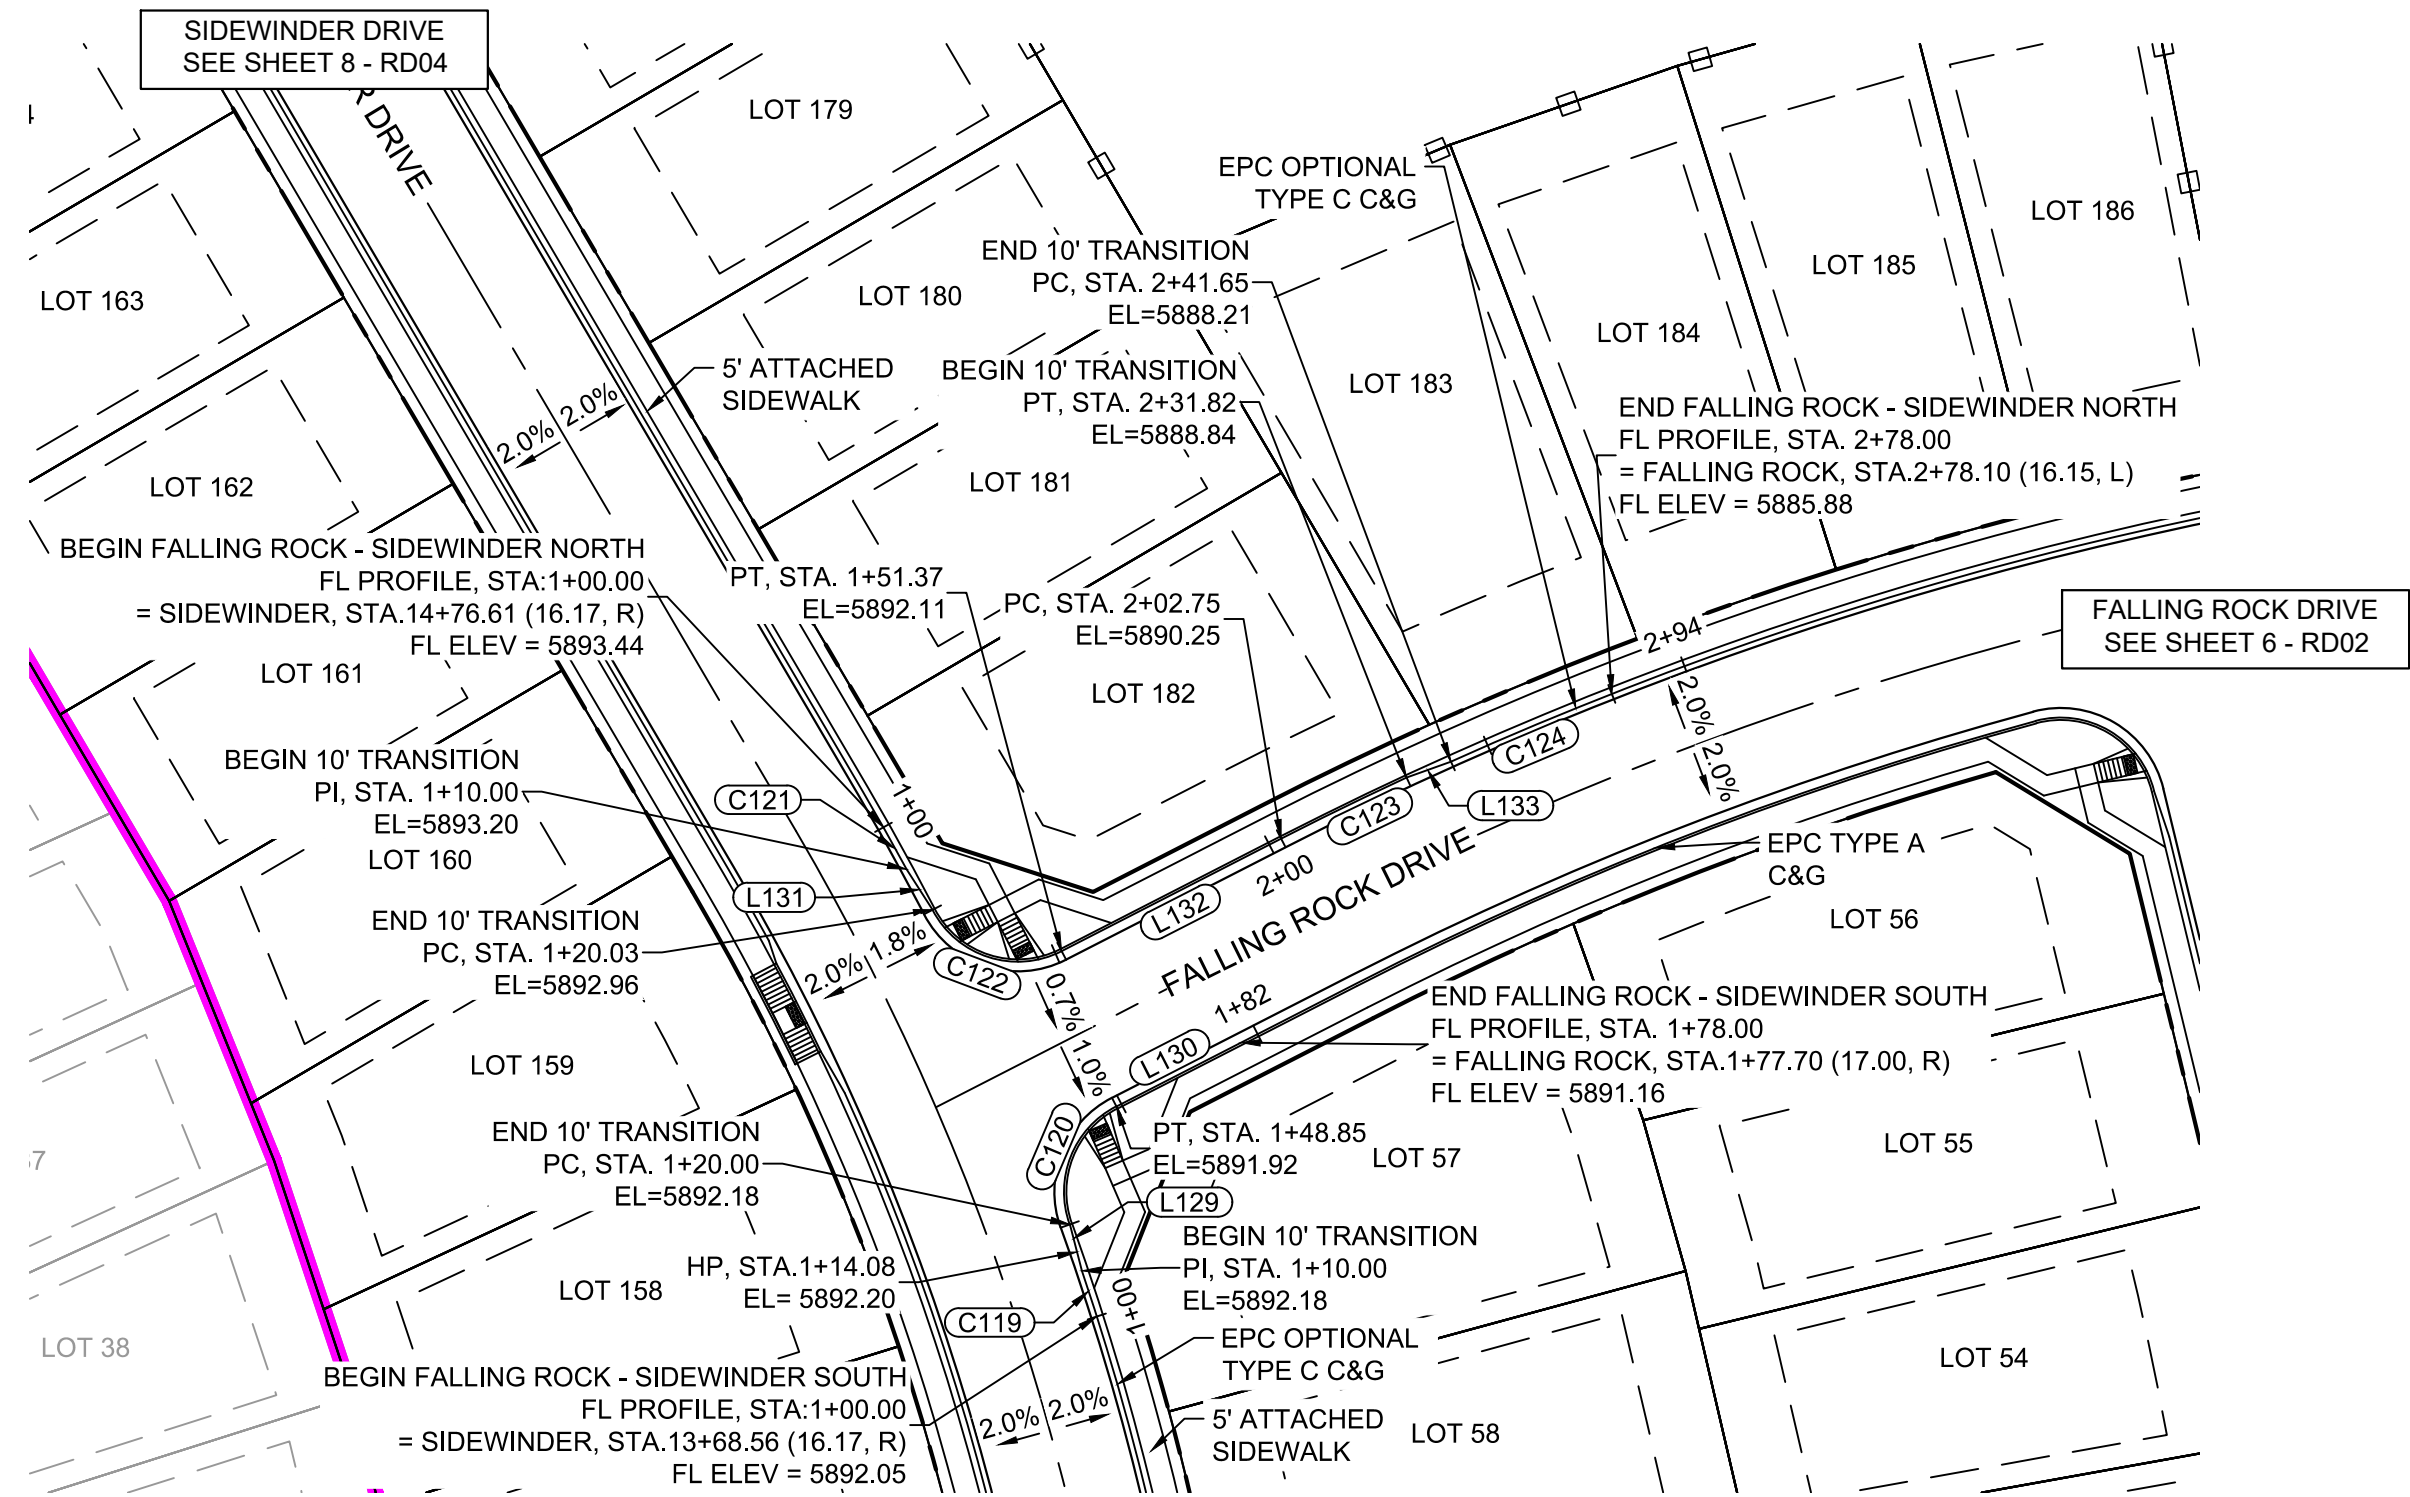 SIDEWINDER DRIVE
SEE SHEET 8 - RD04
R DRIVE
LOT 179
EPC OPTIONAL
TYPE C C&G
LOT 186
LOT 163
LOT 180
END 10' TRANSITION
PC, STA. 2+41.65
EL=5888.21
LOT 185
LOT 184
5' ATTACHED
SIDEWALK
2.0% 2.0%
BEGIN 10' TRANSITION
PT, STA. 2+31.82
EL=5888.84
LOT 183
END FALLING ROCK - SIDEWINDER NORTH
FL PROFILE, STA. 2+78.00
= FALLING ROCK, STA.2+78.10 (16.15, L)
FL ELEV = 5885.88
LOT 162
LOT 181
BEGIN FALLING ROCK - SIDEWINDER NORTH
FL PROFILE, STA:1+00.00
= SIDEWINDER, STA.14+76.61 (16.17, R)
FL ELEV = 5893.44
PT, STA. 1+51.37
EL=5892.11
PC, STA. 2+02.75
EL=5890.25
2+94
FALLING ROCK DRIVE
SEE SHEET 6 - RD02
LOT 161
LOT 182
2.0% 2.0%
BEGIN 10' TRANSITION
PI, STA. 1+10.00
EL=5893.20
C121
1+00
C124
C123
L133
LOT 160
L131
2+00
L132
FALLING ROCK DRIVE
EPC TYPE A
C&G
LOT 56
END 10' TRANSITION
PC, STA. 1+20.03
EL=5892.96
2.0% 1.8%
C122
0.7% 1.0%
1+82
END FALLING ROCK - SIDEWINDER SOUTH
FL PROFILE, STA. 1+78.00
= FALLING ROCK, STA.1+77.70 (17.00, R)
FL ELEV = 5891.16
LOT 159
L130
END 10' TRANSITION
PC, STA. 1+20.00
EL=5892.18
C120
PT, STA. 1+48.85
EL=5891.92
LOT 57
LOT 55
37
L129
BEGIN 10' TRANSITION
PI, STA. 1+10.00
EL=5892.18
HP, STA.1+14.08
EL= 5892.20
LOT 158
1+00
C119
LOT 38
EPC OPTIONAL
TYPE C C&G
LOT 54
BEGIN FALLING ROCK - SIDEWINDER SOUTH
FL PROFILE, STA:1+00.00
= SIDEWINDER, STA.13+68.56 (16.17, R)
FL ELEV = 5892.05
2.0% 2.0%
5' ATTACHED
SIDEWALK
LOT 58